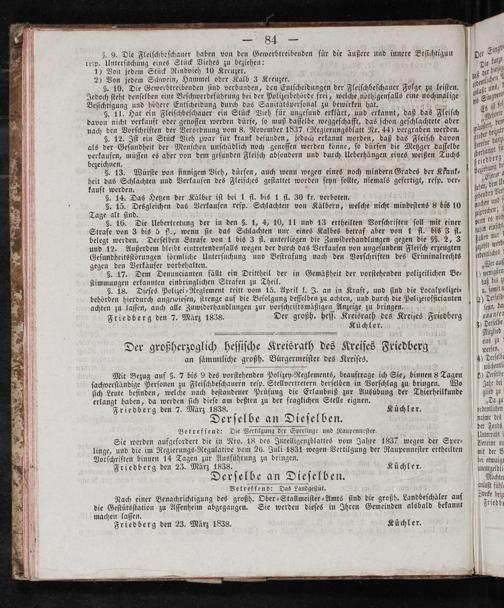 — 84 —
§. 9. Die Fleischbeschauer haben von den Gewerbtreibenden für die äußere und innere Besichtigung
resp. Untersuchung eines Stück Viehes zu beziehen:
1) Von jedem Stück Rindvieh 10 Kreuzer.
2) Von jedem Schwein, Hammel oder Kalb 3 Kreuzer.
§. 10. Die Gewerbtreibenden sind verbunden, den Entscheidungen der Fleischbeschauer Folge zu leisten.
Jedoch steht denselben eine Beschwerdeführung bei der Polizeibehörde frei, welche nöthigenfalls eine nochmalige
Besichtigung und höhere Entscheidung durch das Sanitätspersonal zu bewirken hat.
§. 11. Hat ein Fleischbeschauer ein Stück Vieh für ungesund erklärt, und erkannt, daß das Fleisch
davon nicht verkauft oder genossen werden dürfe, so muß dasselbe weggeschafft, das schon geschlachtete aber
nach den Vorschriften der Verordnung vom 8. November 1837 (Regierungsblatt Nr. 44) vergraben werden.
§. 12. Ist ein Stück Vieh zwar für krank befunden, jedoch erkannt worden, daß das Fleisch davon
als der Gesundheit der Menschen unschädlich noch genossen werden könne, so dürfen die Metzger dasselbe
verkaufen, müssen es aber von dem gesunden Fleisch absondern und durch Ueberhängen eines weißen Tuchs
bezeichnen.
§. 13. Würste von finnigem Vieh, dürfen, auch wenn wegen eines noch mindern Grades der Krank-
heit das Schlachten und Verkaufen des Fleisches gestattet worden seyn sollte, niemals gefertigt, resp. ver-
kauft werden.
§. 14. Das Hetzen der Kälber ist bei 1 fl. bis 1 fl. 30 kr. verboten.
§. 15. Desgleichen das Verkaufen resp. Schlachten von Kälbern, welche nicht mindestens 8 bis 10
Tage alt sind.
§. 16. Die Uebertretung der in den §. 1, 4, 10, 11 und 13 ertheilten Vorschriften soll mit einer
Strafe von 3 bis 5 fl., wenn sie das Schlachten nur eines Kalbes betraf aber von 1 fl. bis 3 fl.
belegt werden. Derselben Strafe von 1 bis 3 fl. unterliegen die Zuwiderhandlungen gegen die §. 2, 3
und 12. Außerdem bleibt eintretendenfalls wegen der durch das Verkaufen von ungesundem Fleisch erzeugten
Gesundheitsstörungen förmliche Untersuchung und Bestrafung nach den Vorschriften des Criminalrechts
gegen den Verkäufer vorbehalten.
§. 17. Dem Denuncianten fällt ein Drittheil der in Gemäßheit der vorstehenden polizeilichen Be-
stimmungen erkannten einbringlichen Strafen zu Theil.
§. 18. Dieses Polizei-Reglement tritt vom 15. April l. J. an in Kraft, und sind die Localpolizei-
behörden hierdurch angewiesen, strenge auf die Befolgung desselben zu achten, und durch die Polizeiofficianten
achten zu lassen, auch alle Zuwiderhandlungen zur vorschriftsmäßigen Anzeige zu bringen.
Friedberg den 7. März 1838. Der großh. hess. Kreisrath des Kreises Friedberg
Küchler.
Der großherzoglich hessische Kreisrath des Kreises Friedberg
an sämmtliche großh. Bürgermeister des Kreises.
Mit Bezug auf §. 7 bis 9 des vorstehenden Polizey-Reglements, beauftrage ich Sie, binnen 8 Tagen
sachverständige Personen zu Fleischbeschauern resp. Stellvertretern derselben in Vorschlag zu bringen. Wo
sich Leute befinden, welche nach bestandener Prüfung die Erlaubniß zur Ausübung der Thierheilkunde
erlangt haben, da werden sich diese am besten zu der fraglichen Stelle eignen.
Friedberg den 7. März 1838. Küchler.
Derselbe an Dieselben.
Betreffend: Die Vertilgung der Sperlinge und Raupennester.
Sie werden aufgefordert die in Nro. 18 des Intelligenzblattes vom Jahre 1837 wegen der Sper-
linge, und die im Regierungs-Regulative vom 26. Juli 1831 wegen Vertilgung der Raupennester ertheilten
Vorschriften binnen 14 Tagen zur Ausführung zu bringen.
Friedberg den 23. März 1838. Küchler.
Derselbe an Dieselben.
Betreffend: Das Landgestüt.
Nach einer Benachrichtigung des großh. Ober-Stallmeister-Amts sind die großh. Landbeschäler auf
die Gestütsstation zu Assenheim abgegangen. Sie werden dieses in Ihren Gemeinden alsbald bekannt
machen lassen.
Friedberg den 23. März 1838. Küchler.